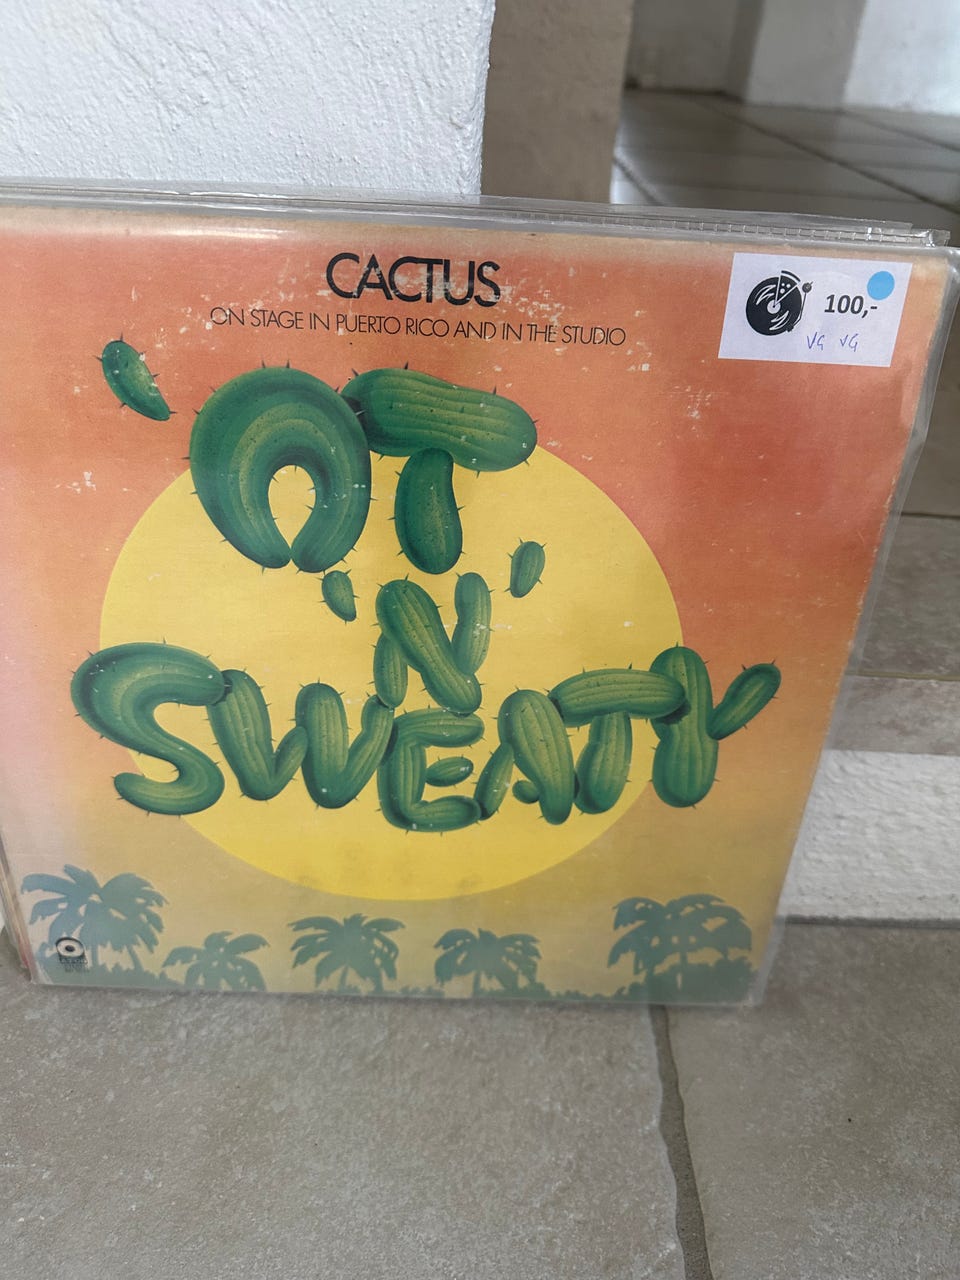 CACTUS
ON STAGE IN PUERTO RICO AND IN THE STUDIO
100,-
VG VG
'OT
'N'
SWEATY